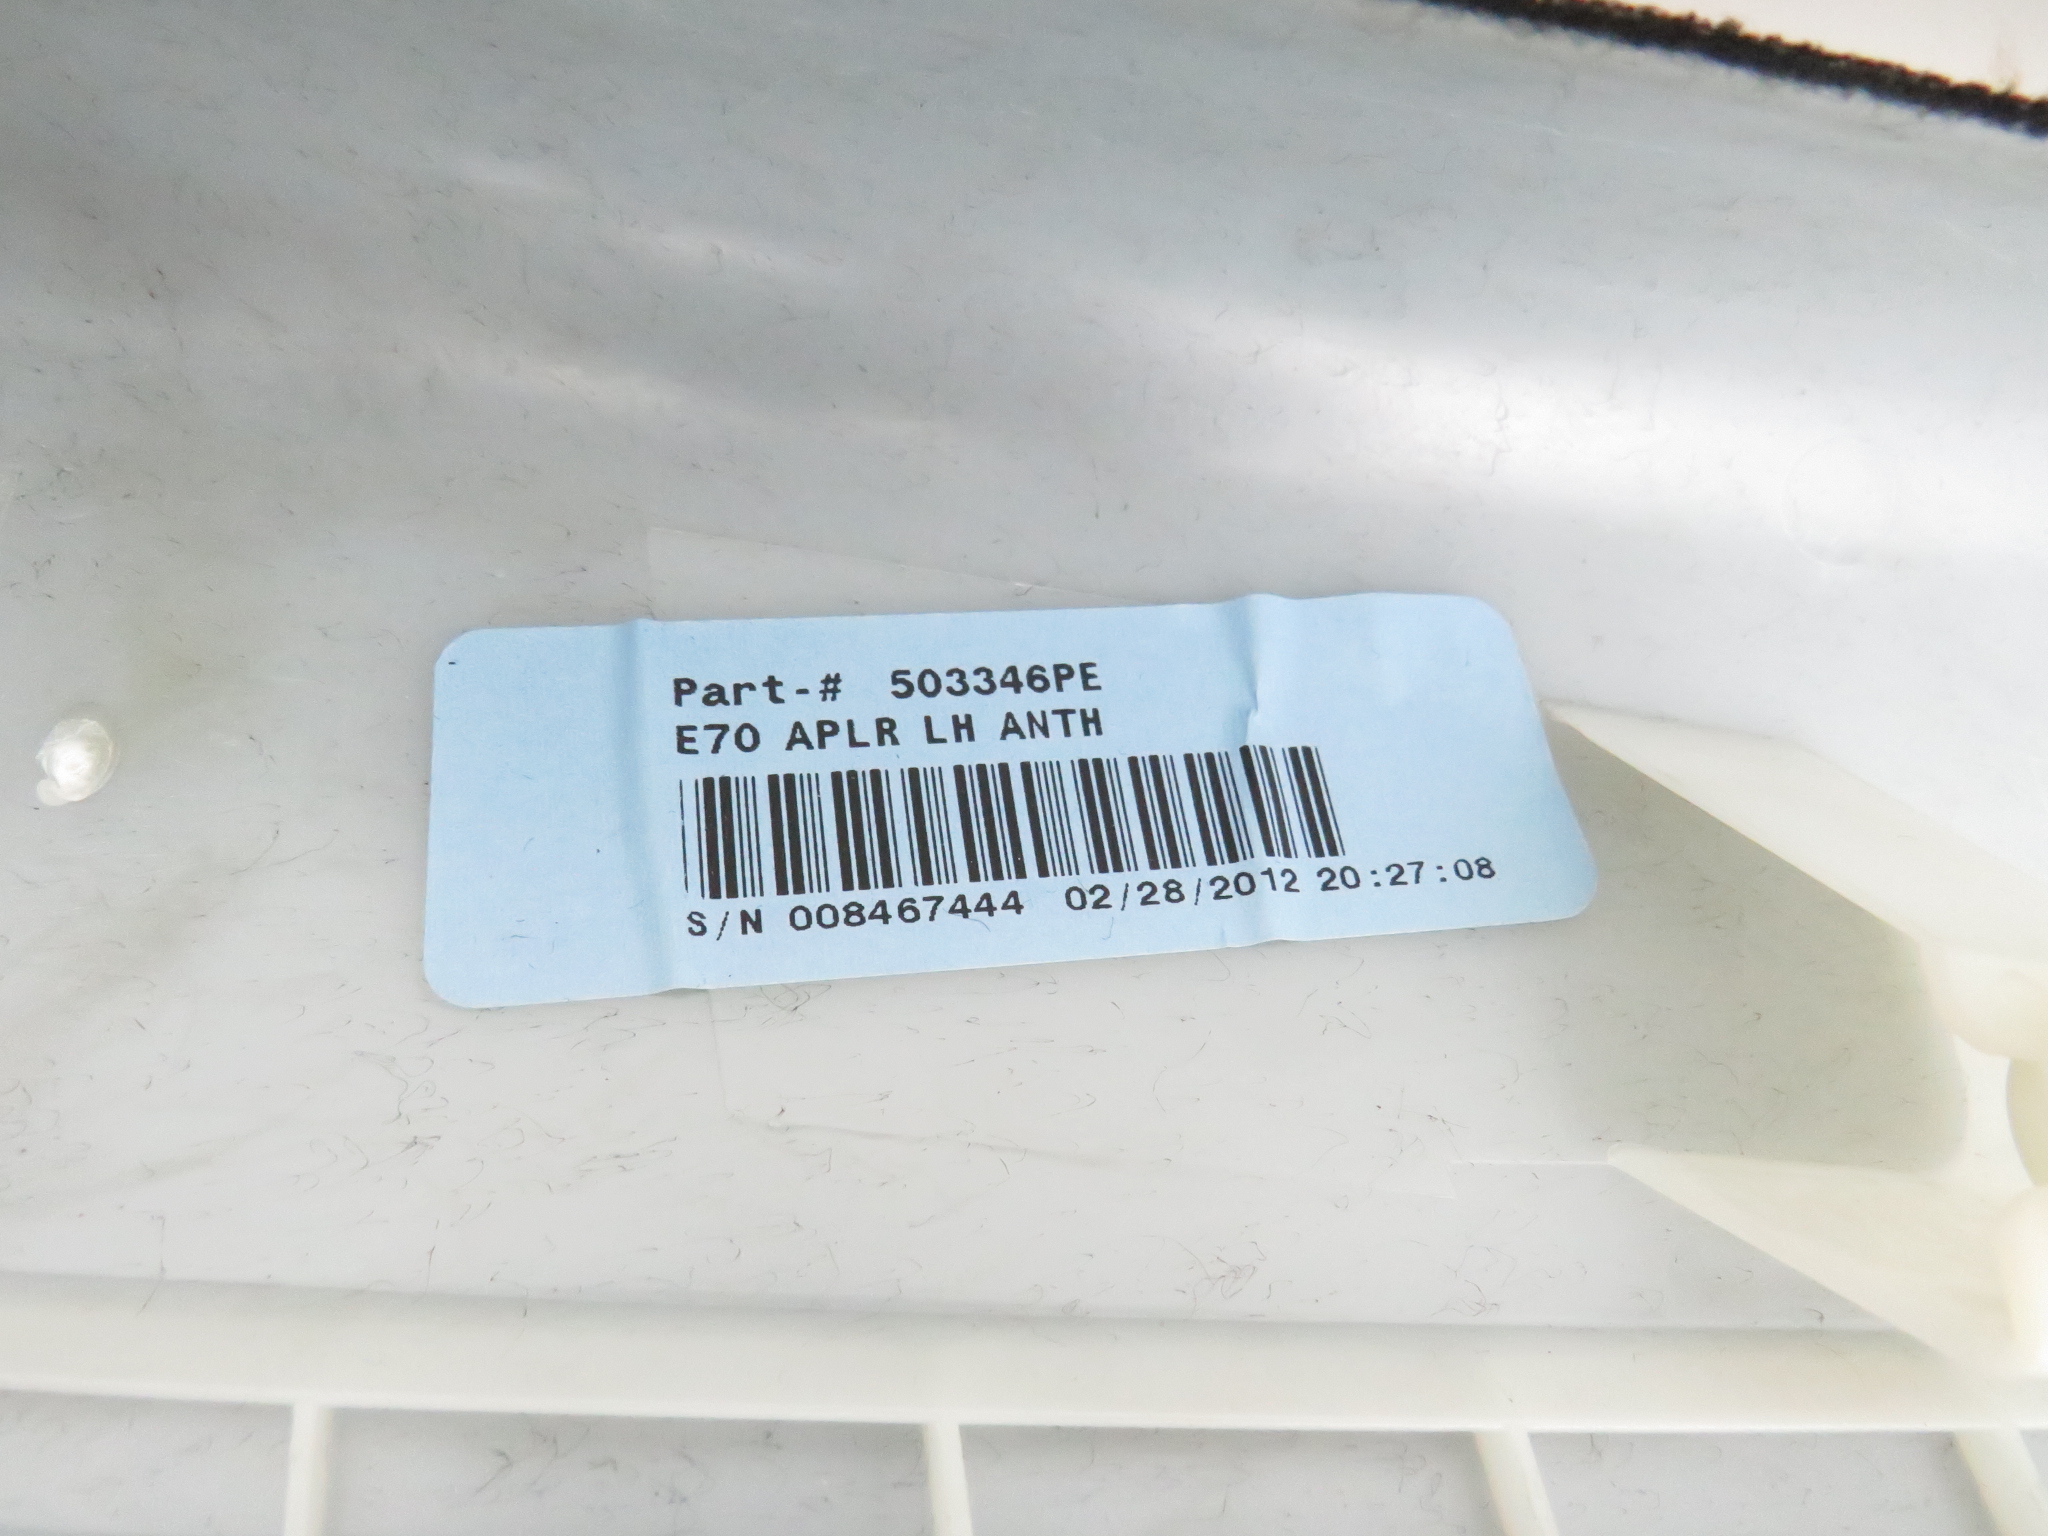 Part-# 503346PE
E70 APLR LH ANTH
S/N 008467444 02/28/2012 20:27:08